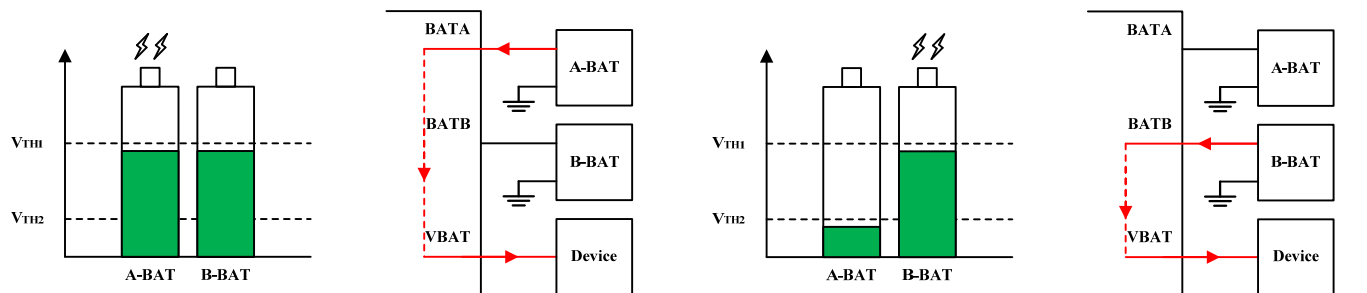 VTH1
VTH2
A-BAT B-BAT
BATA
A-BAT
BATB
B-BAT
VBAT
Device
VTH1
VTH2
A-BAT B-BAT
BATA
A-BAT
BATB
B-BAT
VBAT
Device